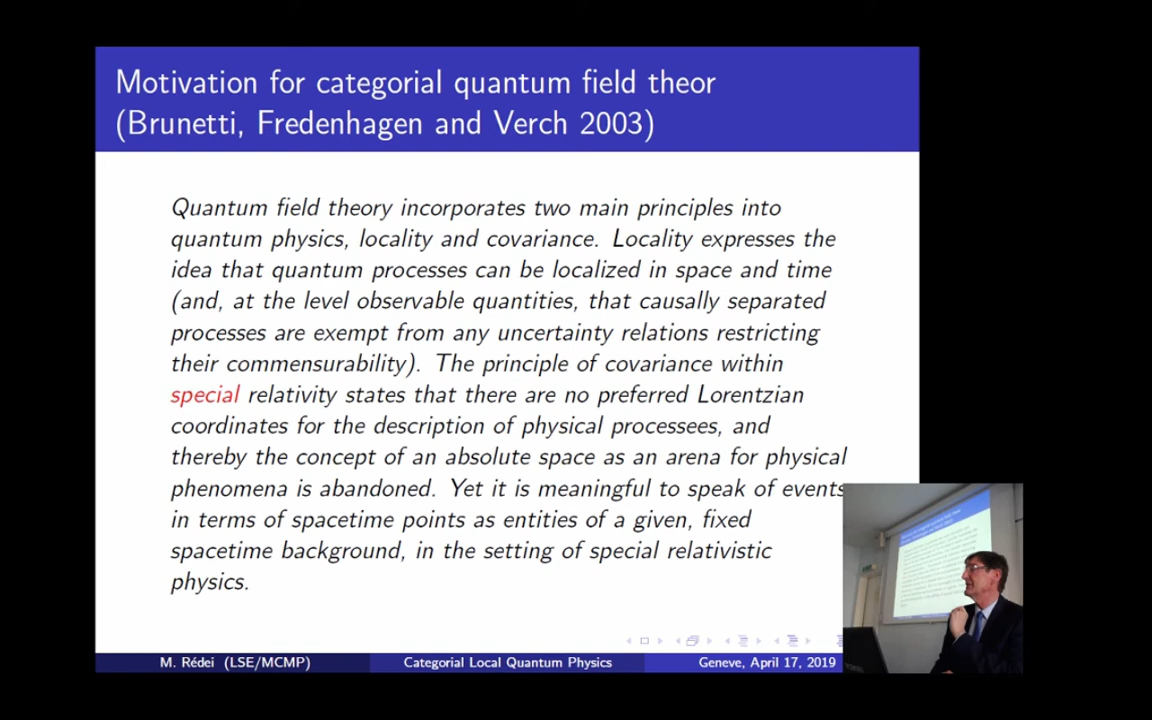 Motivation for categorial quantum field theor
(Brunetti, Fredenhagen and Verch 2003)
Quantum field theory incorporates two main principles into
quantum physics, locality and covariance. Locality expresses the
idea that quantum processes can be localized in space and time
(and, at the level observable quantities, that causally separated
processes are exempt from any uncertainty relations restricting
their commensurability). The principle of covariance within
special relativity states that there are no preferred Lorentzian
coordinates for the description of physical processees, and
thereby the concept of an absolute space as an arena for physical
phenomena is abandoned. Yet it is meaningful to speak of events
in terms of spacetime points as entities of a given, fixed
spacetime background, in the setting of special relativistic
physics.
M. Rédei (LSE/MCMP)
Categorial Local Quantum Physics
Geneve, April 17, 2019